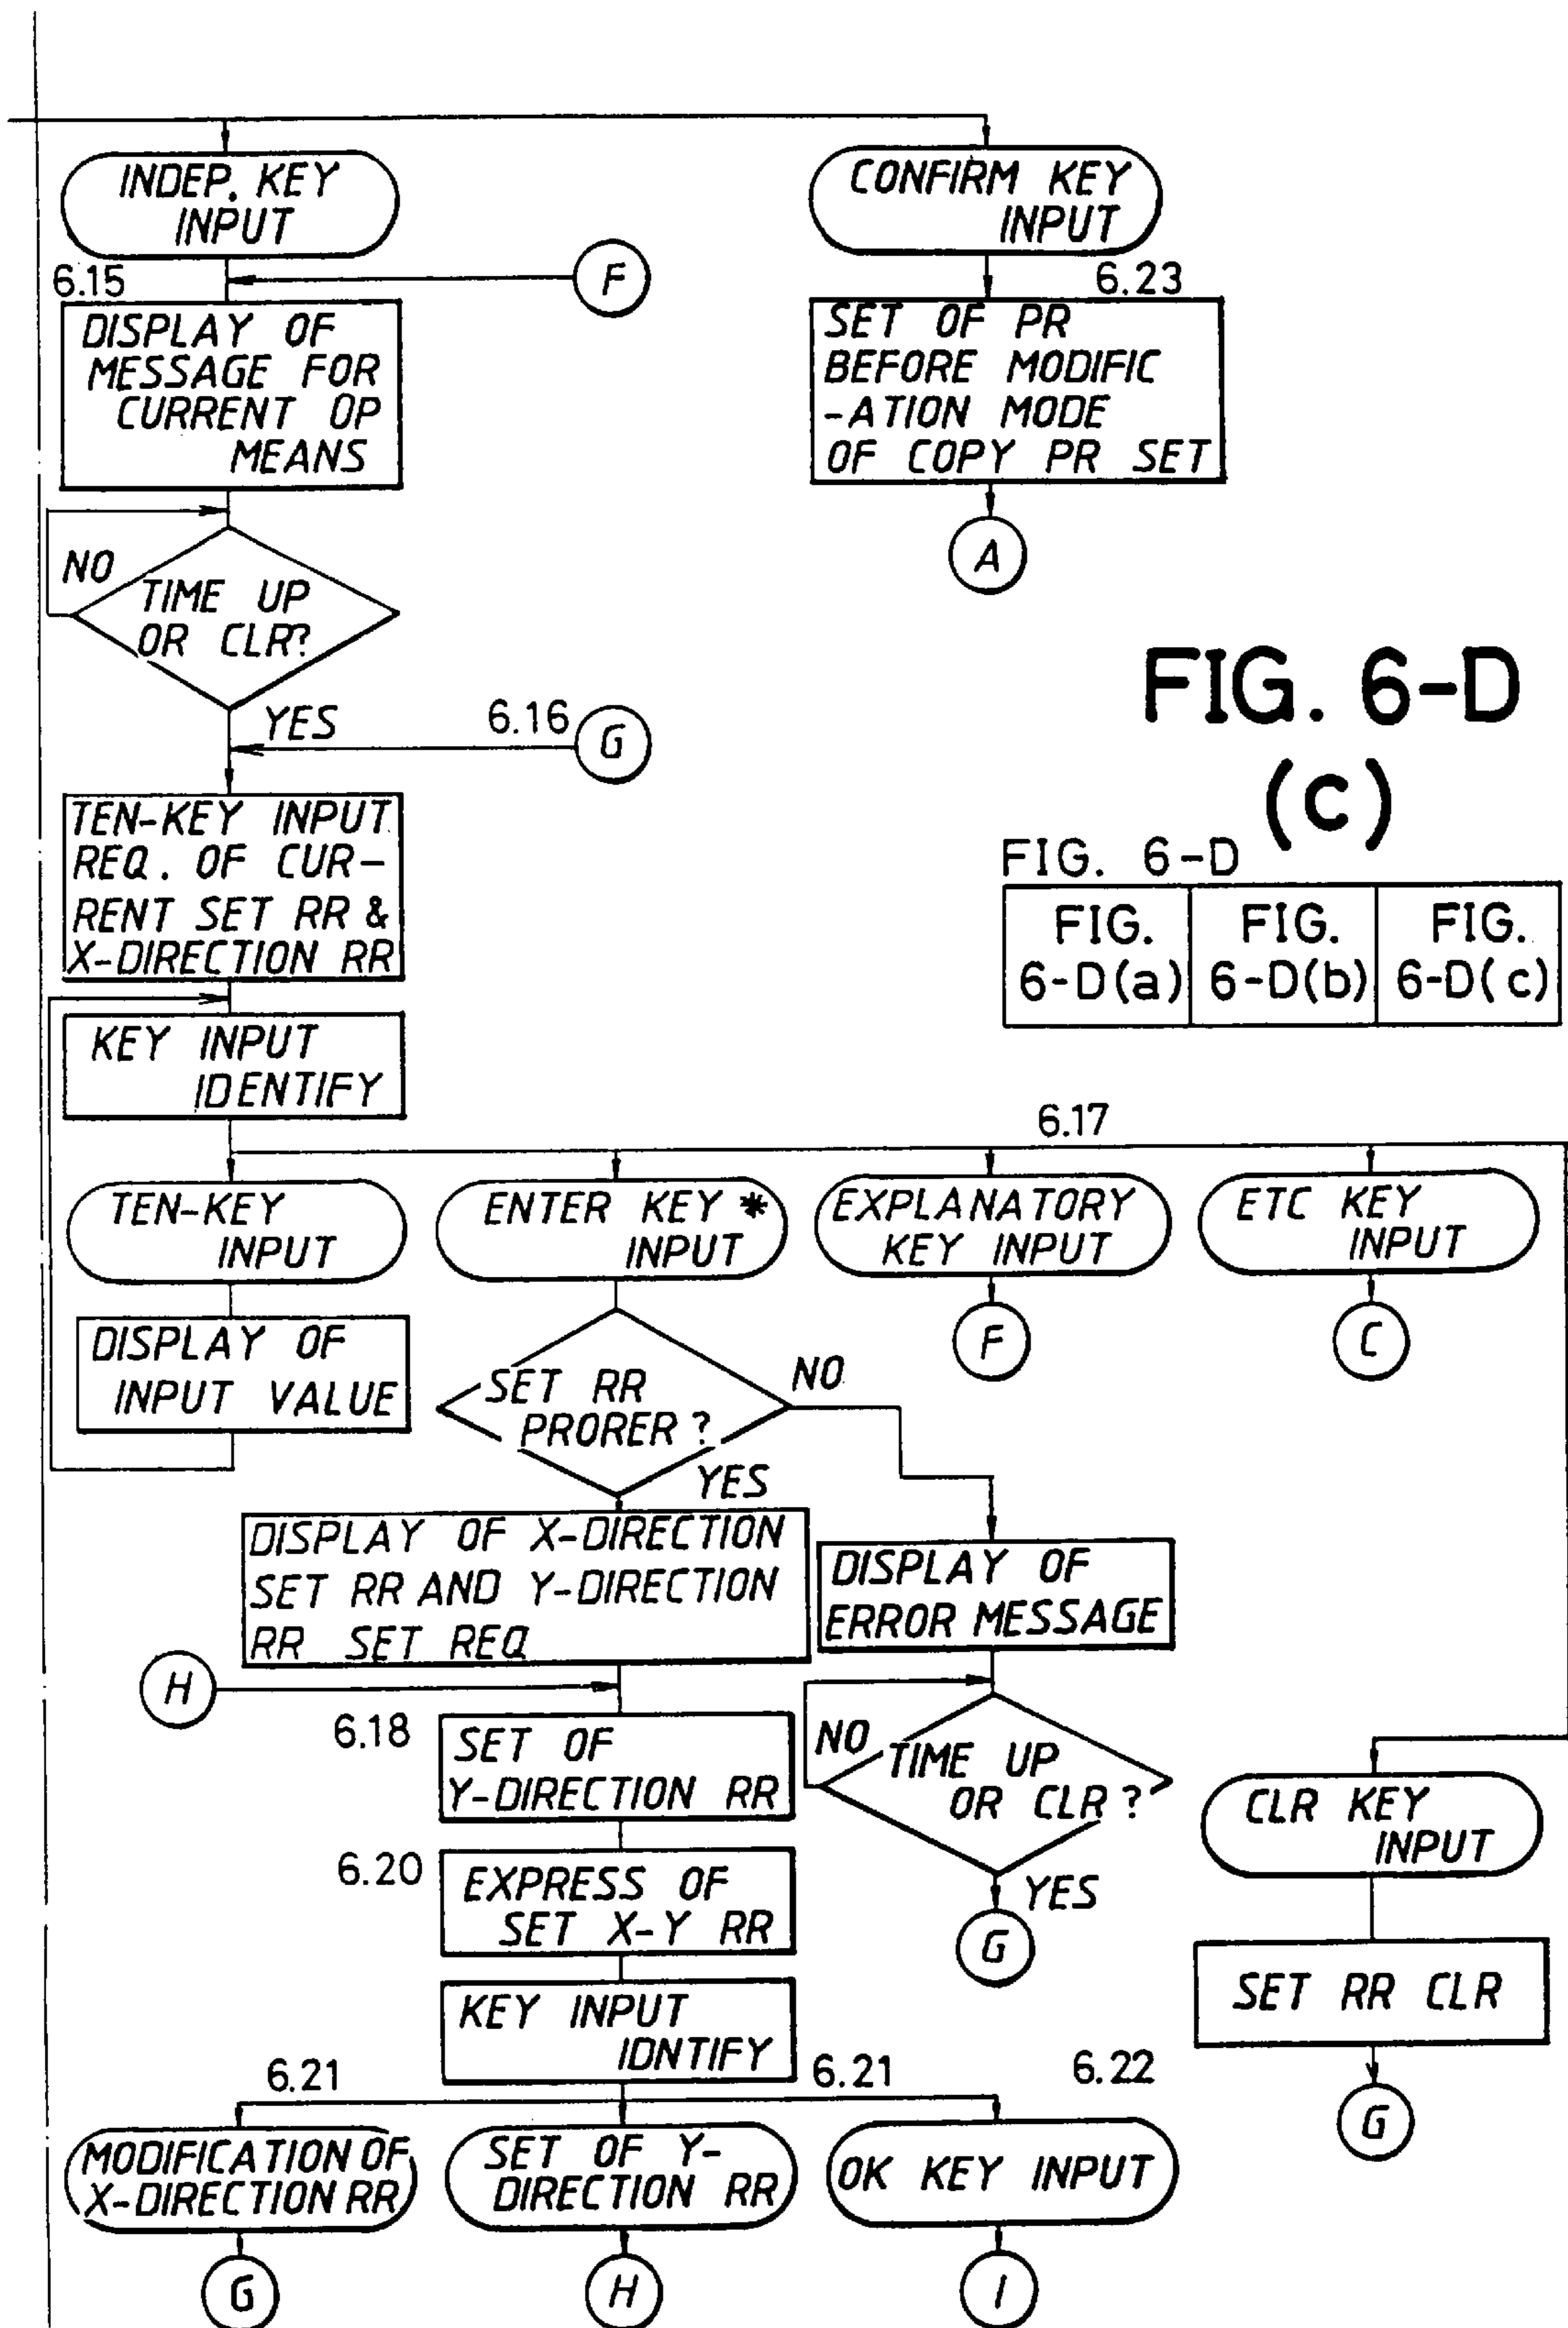 INDEP. KEY
INPUT
CONFIRM KEY
INPUT
6.15
F
6.23
DISPLAY OF
MESSAGE FOR
CURRENT OP
MEANS
SET OF PR
BEFORE MODIFIC
-ATION MODE
OF COPY PR SET
A
NO
TIME UP
OR CLR?
YES
6.16
G
FIG. 6-D
(c)
TEN-KEY INPUT
REQ. OF CUR-
RENT SET RR &
X-DIRECTION RR
FIG. 6-D
FIG.
6-D(a)
FIG.
6-D(b)
FIG.
6-D(c)
KEY INPUT
IDENTIFY
6.17
TEN-KEY
INPUT
ENTER KEY *
INPUT
EXPLANATORY
KEY INPUT
ETC KEY
INPUT
F
C
DISPLAY OF
INPUT VALUE
SET RR
PRORER ?
NO
YES
DISPLAY OF X-DIRECTION
SET RR AND Y-DIRECTION
RR SET REQ
DISPLAY OF
ERROR MESSAGE
H
6.18
SET OF
Y-DIRECTION RR
NO
TIME UP
OR CLR ?
YES
G
CLR KEY
INPUT
6.20
EXPRESS OF
SET X-Y RR
SET RR CLR
G
KEY INPUT
IDNTIFY
6.21
6.21
6.22
MODIFICATION OF
X-DIRECTION RR
SET OF Y-
DIRECTION RR
OK KEY INPUT
G
H
I